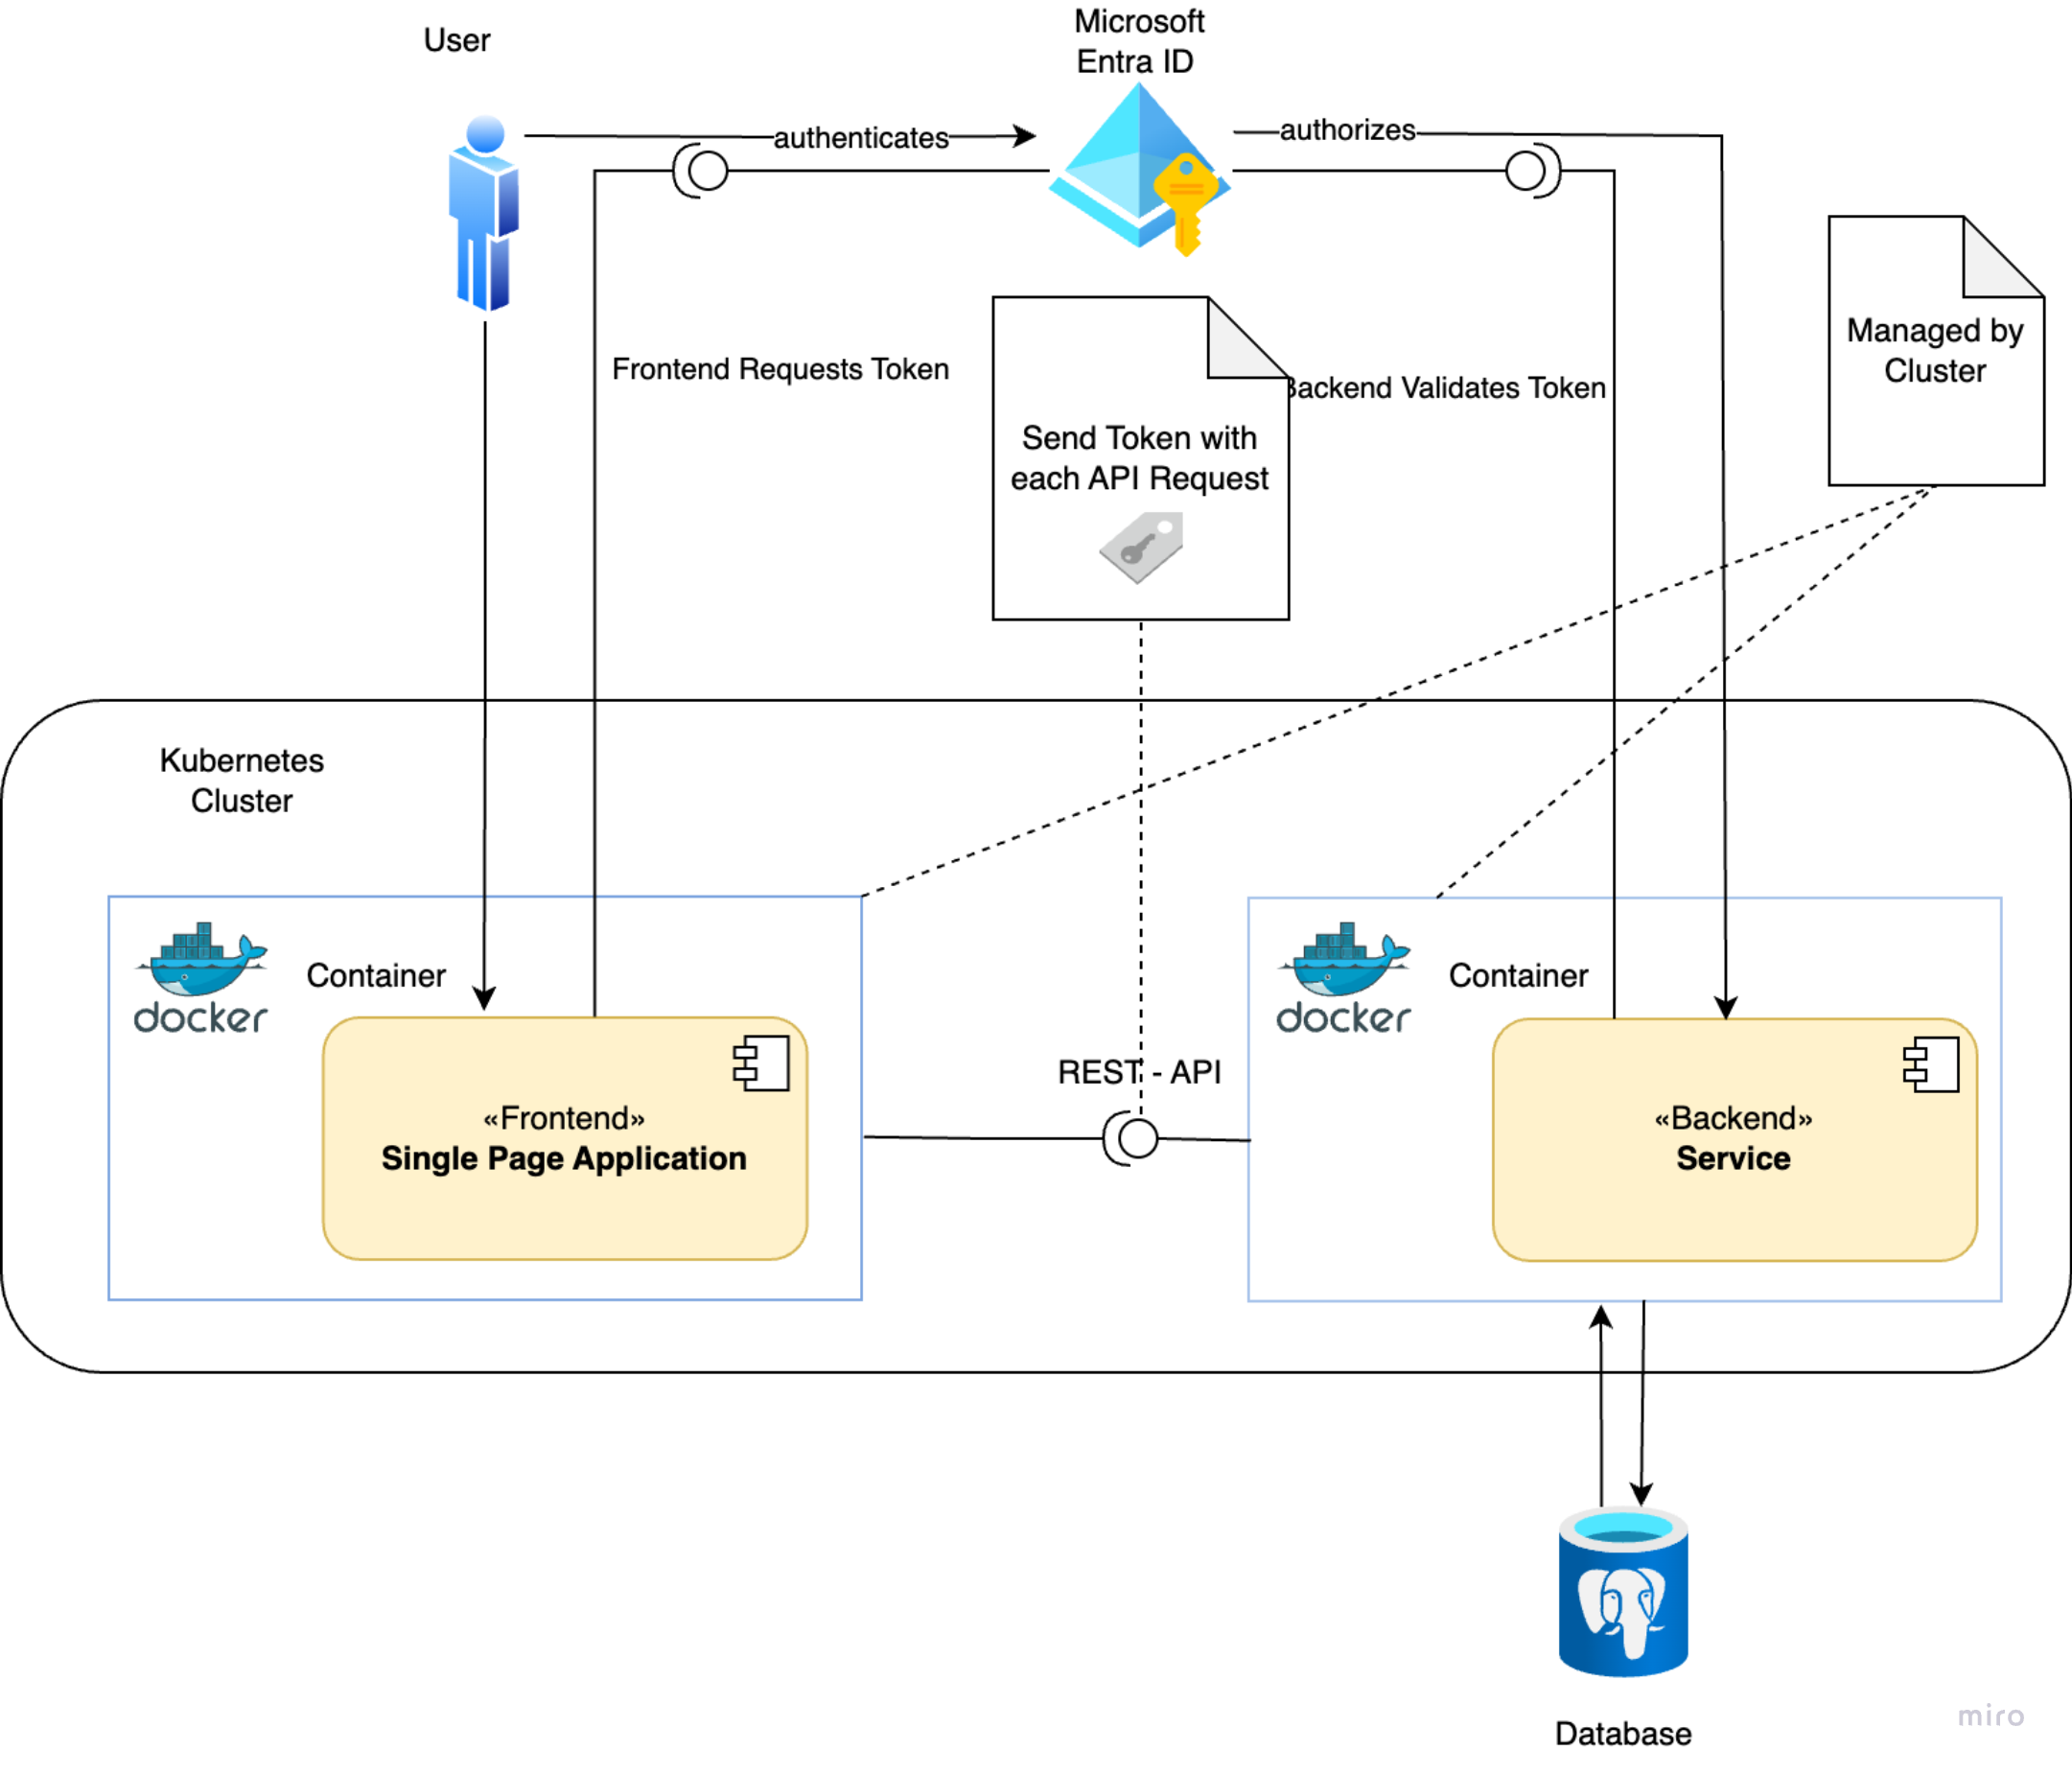 User
Microsoft
Entra ID
authenticates
authorizes
Managed by
Cluster
Frontend Requests Token
Backend Validates Token
Send Token with
each API Request
Kubernetes
Cluster
docker
Container
docker
Container
REST - API
«Frontend»
Single Page Application
«Backend»
Service
Database
miro